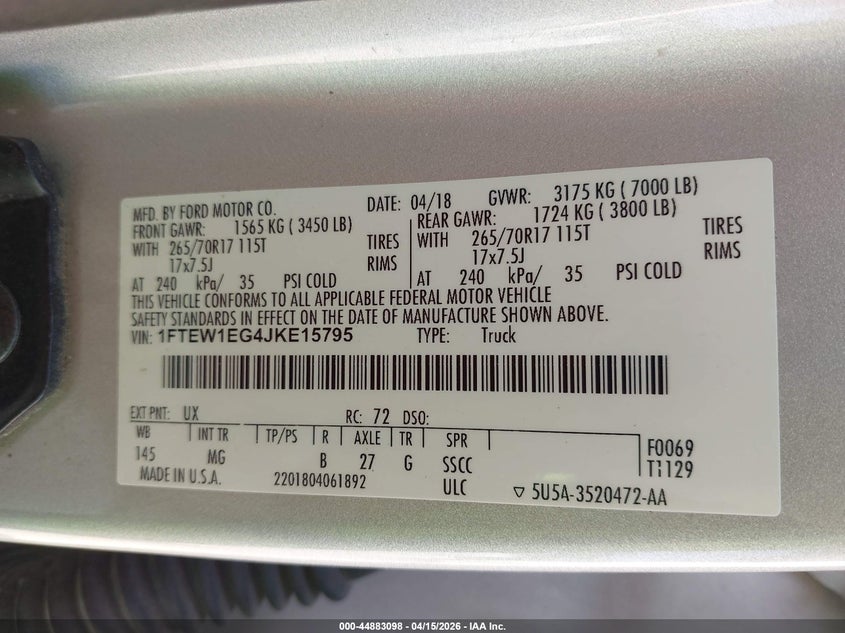 MFD. BY FORD MOTOR CO. DATE: 04/18 GVWR: 3175 KG ( 7000 LB)
FRONT GAWR: 1565 KG ( 3450 LB) REAR GAWR: 1724 KG ( 3800 LB)
WITH 265/70R17 115T TIRES WITH 265/70R17 115T TIRES
17x7.5J RIMS 17x7.5J RIMS
AT 240 kPa/ 35 PSI COLD AT 240 kPa/ 35 PSI COLD
THIS VEHICLE CONFORMS TO ALL APPLICABLE FEDERAL MOTOR VEHICLE
SAFETY STANDARDS IN EFFECT ON THE DATE OF MANUFACTURE SHOWN ABOVE.
VIN: 1FTEW1EG4JKE15795 TYPE: Truck
EXT PNT: UX RC: 72 DSO:
WB INT TR TP/PS R AXLE TR SPR F0069
145 MG B 27 G SSCC T1129
MADE IN U.S.A. 2201804061892 ULC ▽ 5U5A-3520472-AA
000-44883098 - 04/15/2026 - IAA Inc.